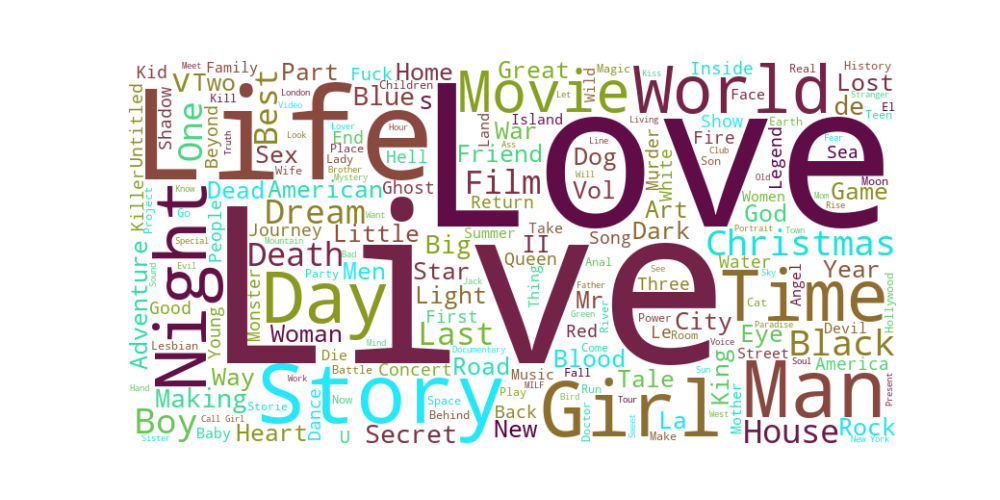 Love
Live
Life
Story
Man
Girl
Time
Day
Night
World
Movie
Christmas
Black
Film
Dream
Death
House
Boy
Last
Best
One
Big
Little
Secret
Making
American
Blue
Home
Part
Great
War
Friend
Dog
Vol
Lost
de
Inside
Show
Fire
Face
Sea
Moon
Game
God
Women
Art
White
Murder
Dark
Song
Take
II
Queen
Star
Light
Men
Mr
City
Red
Le
Room
Power
Three
See
Eye
Year
Devil
America
Street
Angel
Water
Cat
Legend
Earth
Teen
El
History
Real
Stranger
Fear
Club
Son
Old
Mom
Rise
Portrait
Town
Sky
Hollywood
Paradise
Voice
Sun
Soul
Present
Rock
New York
West
Mother
King
La
Tale
Blood
Fall
Come
River
Green
Father
Jack
Anal
Thing
Summer
Return
Island
Land
Ass
Line
Will
Living
Let
Kiss
Magic
Wild
Kid
Meet
Family
V
Two
Fuck
s
Untitled
Shadow
Kill
London
Children
Video
Look
Lover
Hour
Truth
Beyond
End
Place
Lady
Brother
Wife
Mystery
Sex
Hell
Killer
Project
Know
Go
Special
People
Dead
Ghost
Journey
Want
Mountain
Bad
Party
Monster
Evil
Sound
Adventure
Good
Young
Lesbian
Woman
Die
Mind
First
Documentary
Battle
Concert
Road
Music
Way
Work
Now
Space
Play
MILF
Run
Bird
Tour
Behind
Back
New
Doctor
Sweet
Make
Hand
Storie
Call Girl
Baby
Heart
Dance
U
Sister